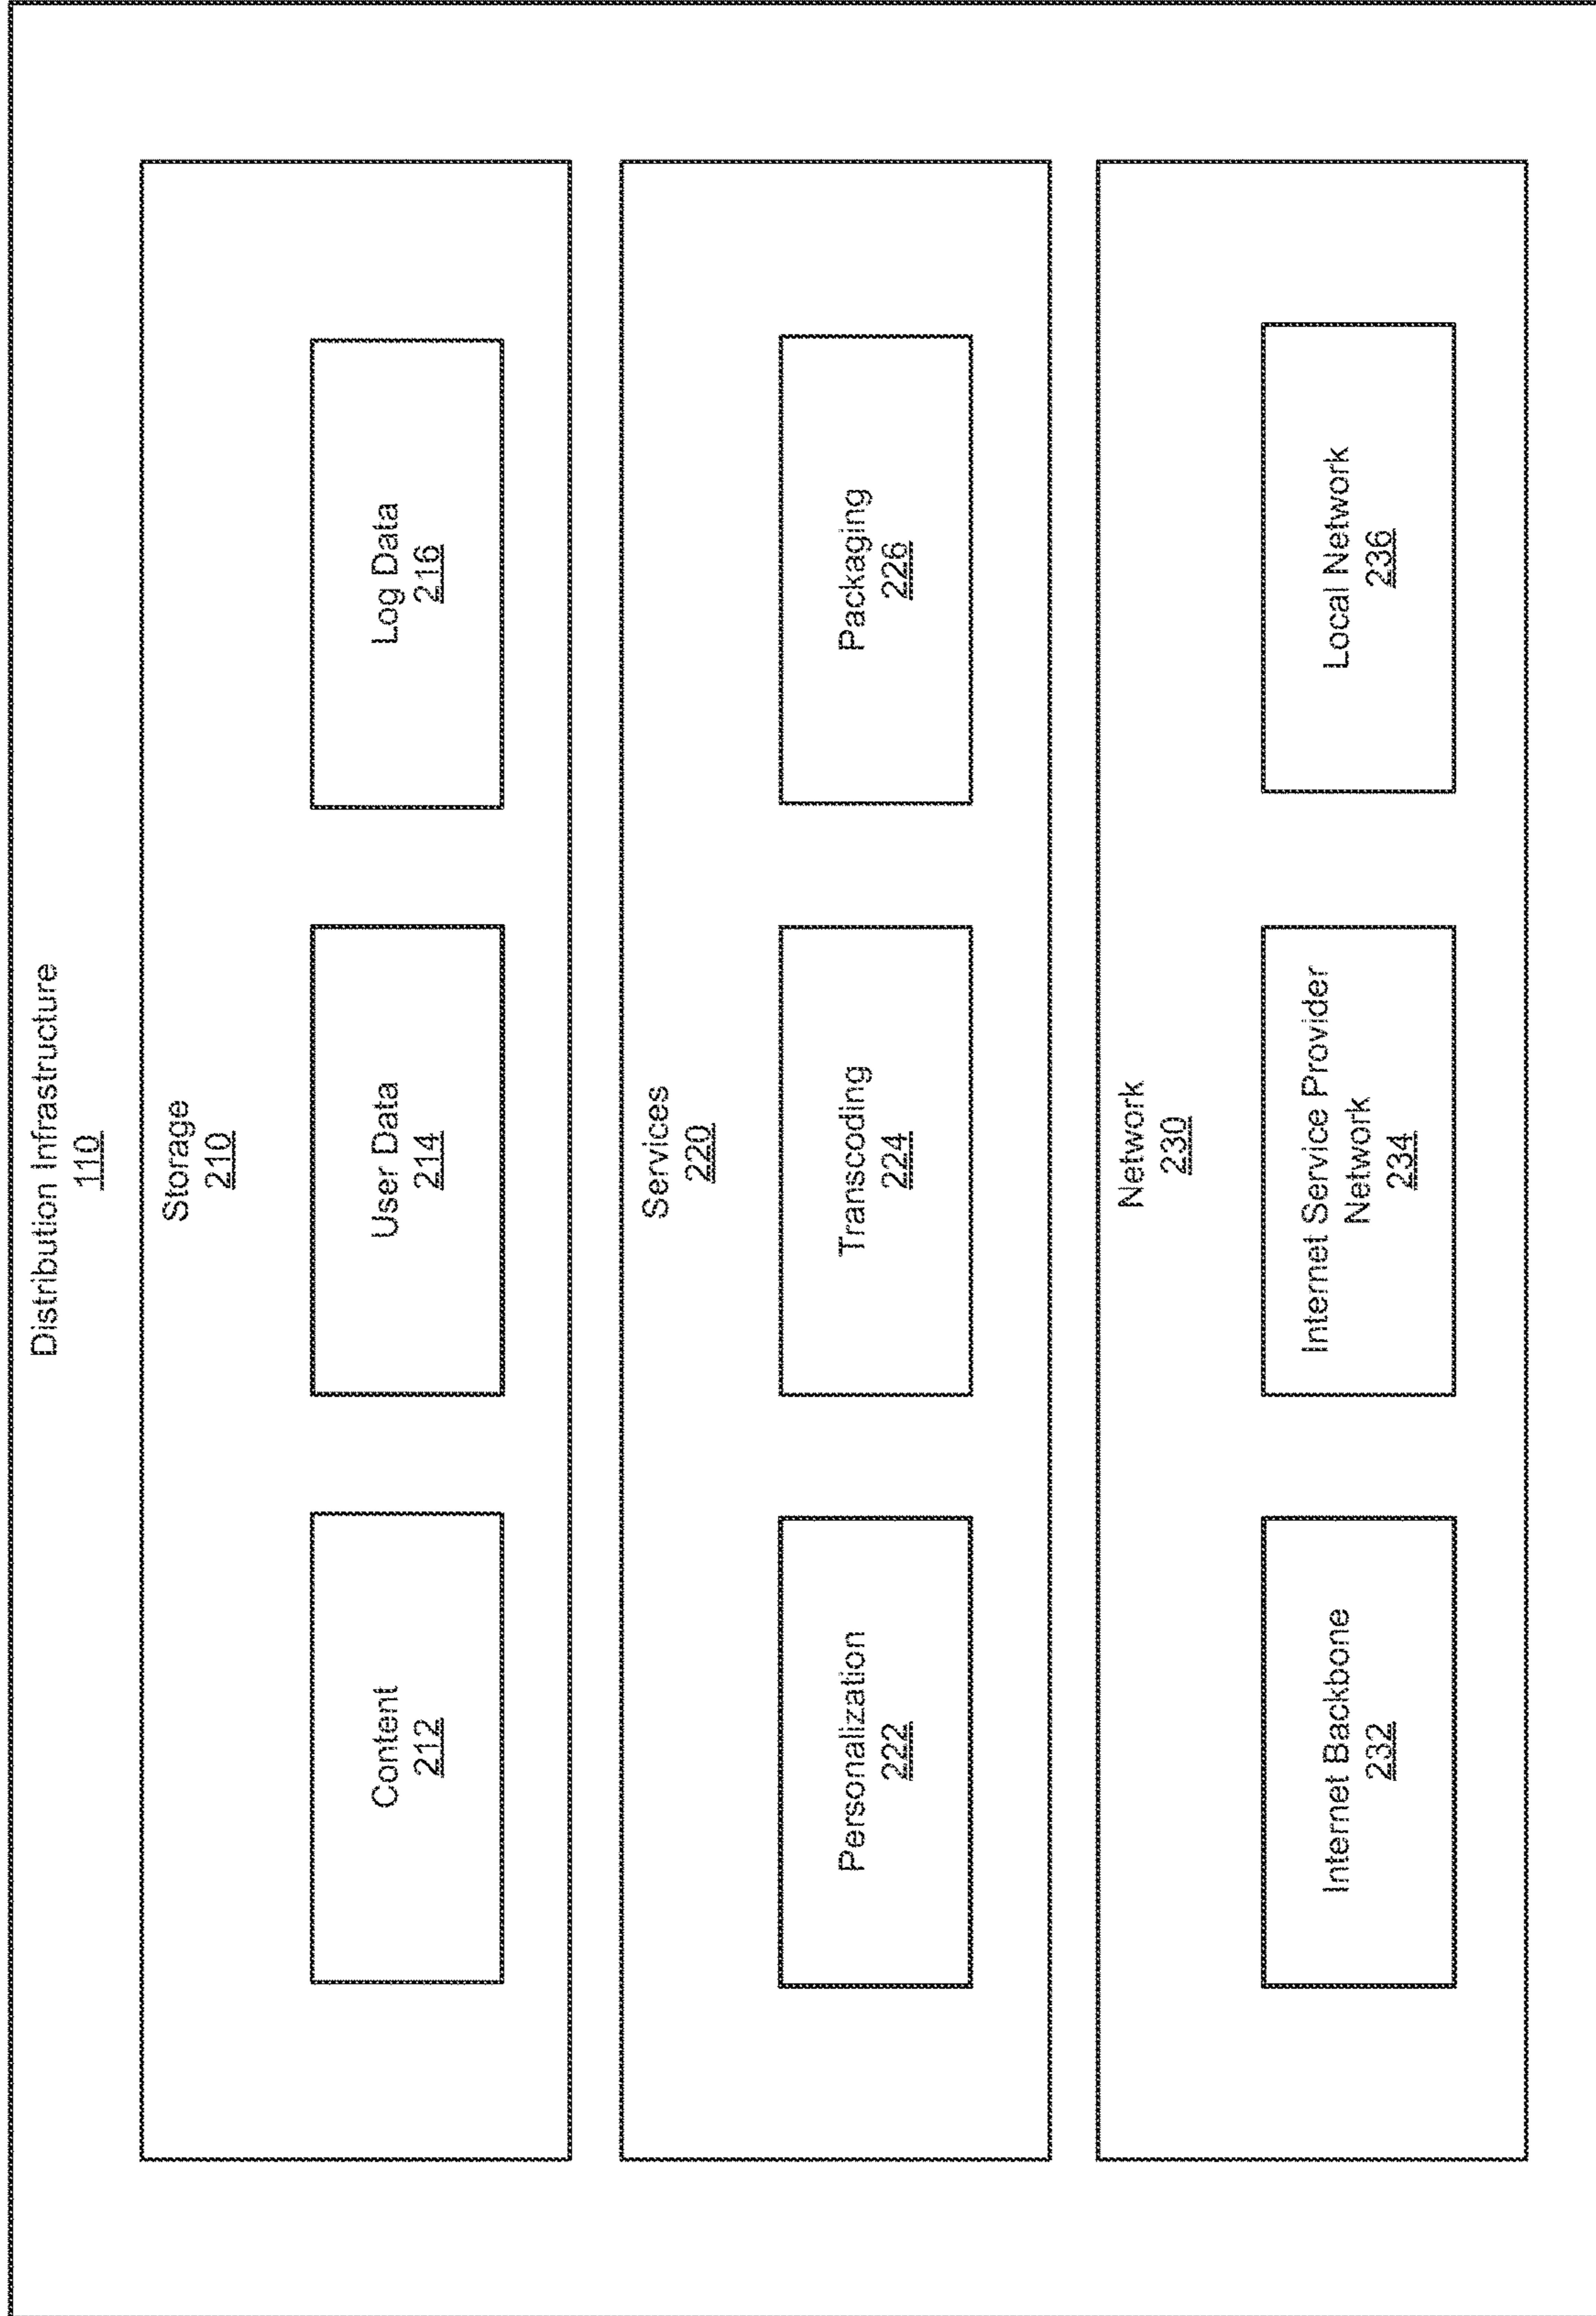 Distribution Infrastructure
110
Storage
210
Content
212
User Data
214
Log Data
216
Services
220
Personalization
222
Transcoding
224
Packaging
226
Network
230
Internet Backbone
232
Internet Service Provider
Network
234
Local Network
236